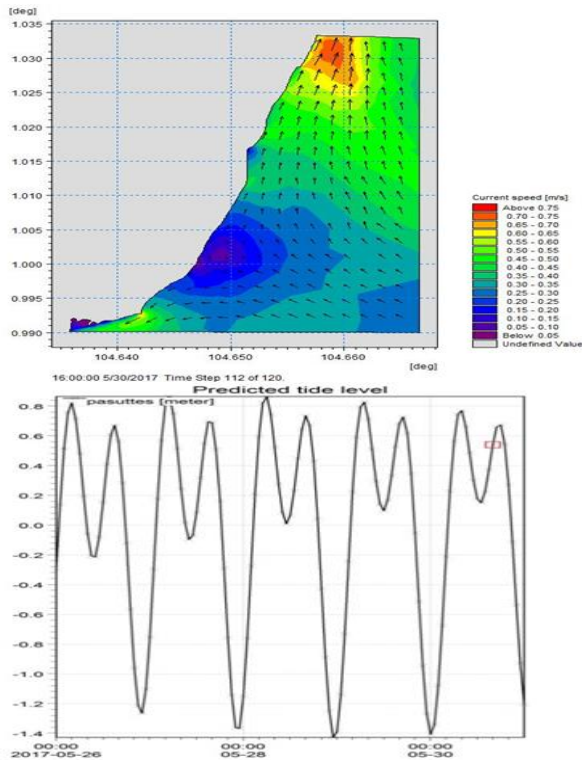 [deg]
1.035
1.030
1.025
1.020
1.015
1.010
1.005
1.000
0.995
0.990
104.640 104.650 104.660
[deg]
Current speed [m/s]
Above 0.75
0.70 - 0.75
0.65 - 0.70
0.60 - 0.65
0.55 - 0.60
0.50 - 0.55
0.45 - 0.50
0.40 - 0.45
0.35 - 0.40
0.30 - 0.35
0.25 - 0.30
0.20 - 0.25
0.15 - 0.20
0.10 - 0.15
0.05 - 0.10
Below 0.05
Undefined Value
16:00:00 5/30/2017 Time Step 112 of 120.
Predicted tide level
pasuttes [meter]
0.8
0.6
0.4
0.2
0.0
-0.2
-0.4
-0.6
-0.8
-1.0
-1.2
-1.4
00:00 00:00 00:00
2017-05-26 05-28 05-30